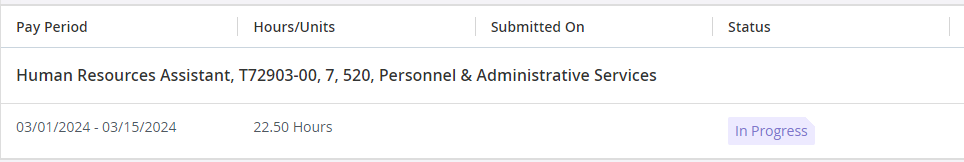 Pay Period Hours/Units Submitted On Status
Human Resources Assistant, T72903-00, 7, 520, Personnel & Administrative Services
03/01/2024 - 03/15/2024 22.50 Hours In Progress